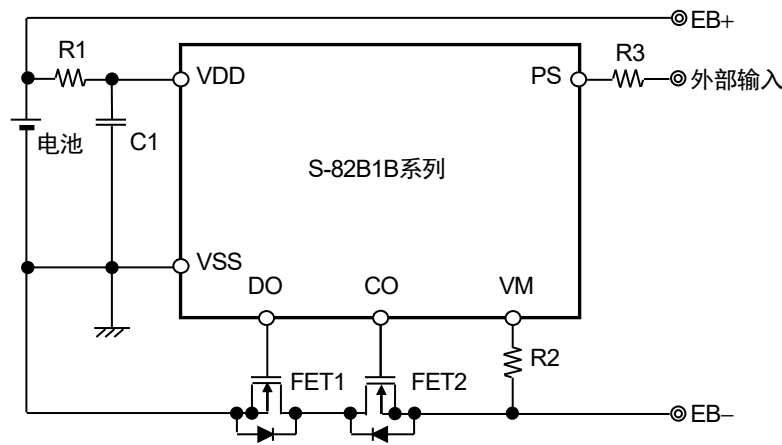 EB+
R1
R3
VDD
PS
外部输入
电池
C1
S-82B1B系列
VSS
DO
CO
VM
R2
FET1
FET2
EB−